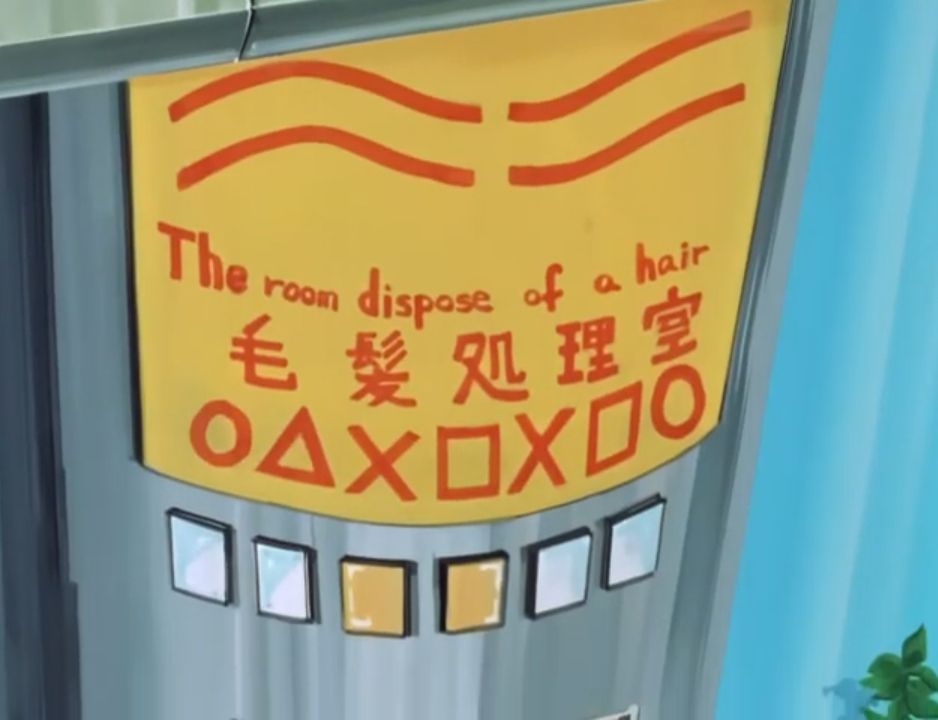 The room dispose of a hair
毛髪処理室
○△×□×□○